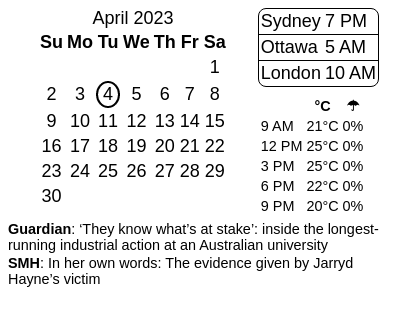 April 2023
Su Mo Tu We Th Fr Sa
1
2 3 4 5 6 7 8
9 10 11 12 13 14 15
16 17 18 19 20 21 22
23 24 25 26 27 28 29
30
Sydney 7 PM
Ottawa 5 AM
London 10 AM
°C ☂
9 AM 21°C 0%
12 PM 25°C 0%
3 PM 25°C 0%
6 PM 22°C 0%
9 PM 20°C 0%
Guardian: ‘They know what’s at stake’: inside the longest-
running industrial action at an Australian university
SMH: In her own words: The evidence given by Jarryd
Hayne’s victim